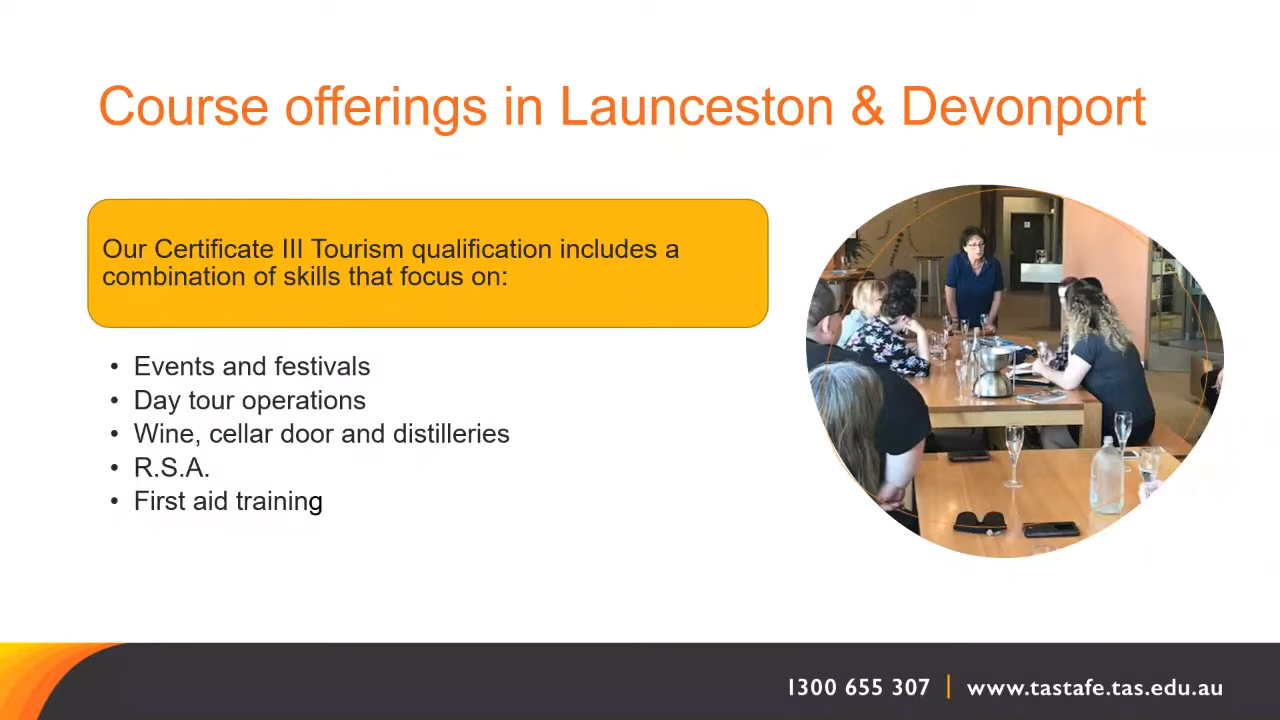 Course offerings in Launceston & Devonport
Our Certificate III Tourism qualification includes a
combination of skills that focus on:
• Events and festivals
• Day tour operations
• Wine, cellar door and distilleries
• R.S.A.
• First aid training
1300 655 307 | www.tastafe.tas.edu.au